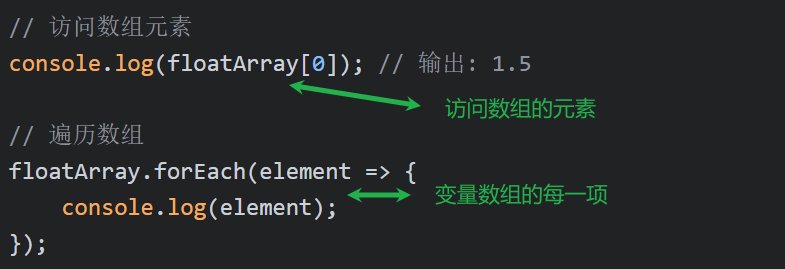 // 访问数组元素
console.log(floatArray[0]); // 输出: 1.5
访问数组的元素
// 遍历数组
floatArray.forEach(element => {
变量数组的每一项
console.log(element);
});